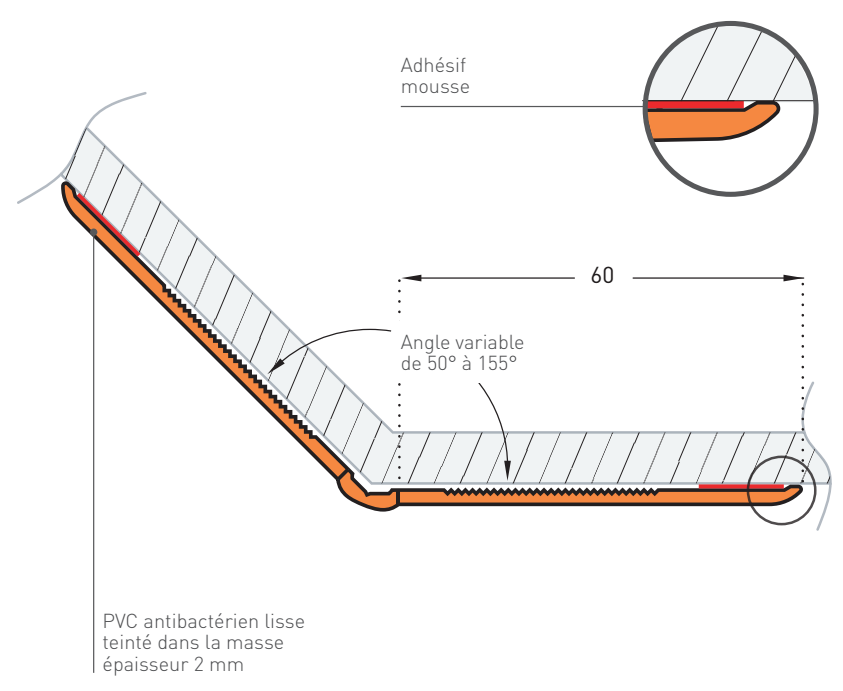 Adhésif
mousse
60
Angle variable
de 50° à 155°
PVC antibactérien lisse
teinté dans la masse
épaisseur 2 mm